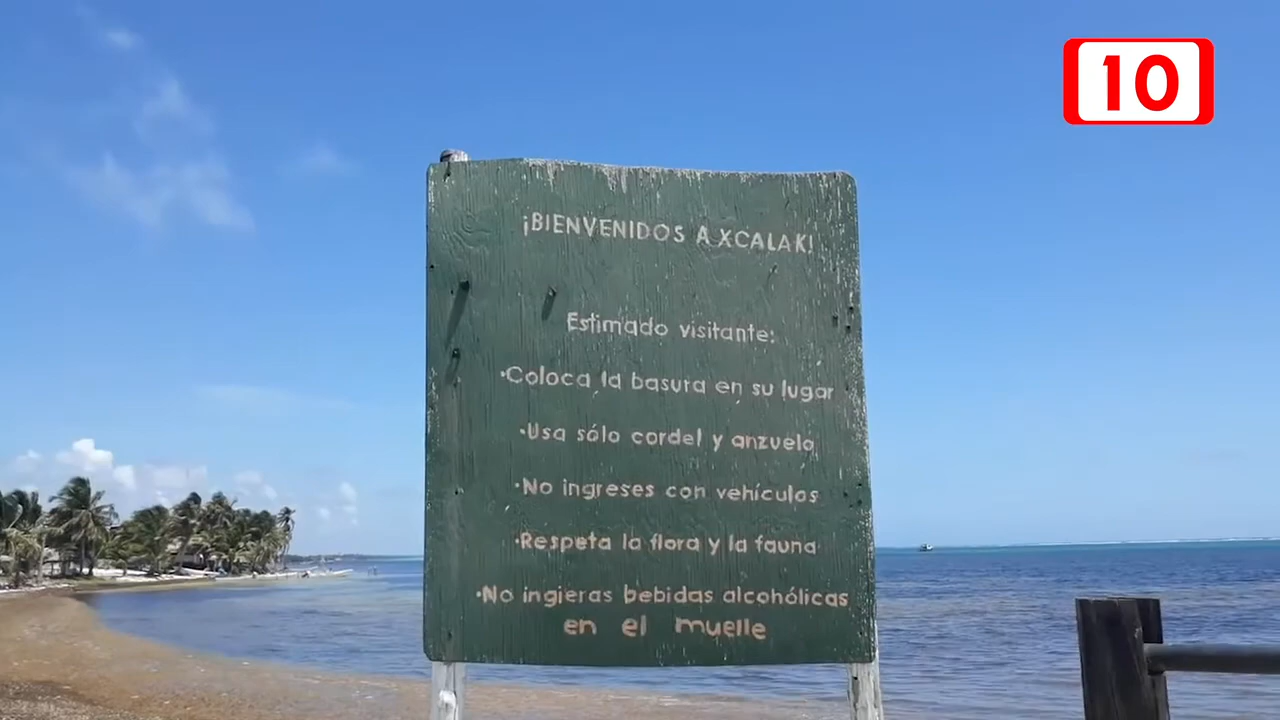 10
¡BIENVENIDOS A XCALAK!
Estimado visitante:
•Coloca la basura en su lugar
•Usa sólo cordel y anzuelo
•No ingreses con vehículos
•Respeta la flora y la fauna
•No ingieras bebidas alcohólicas
en el muelle